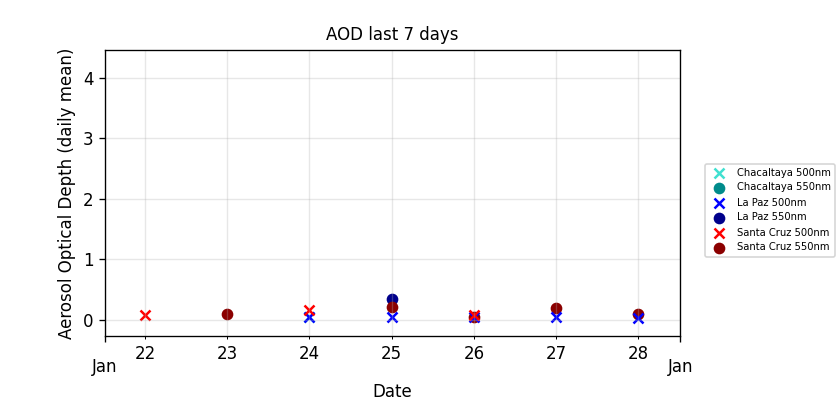 AOD last 7 days
Aerosol Optical Depth (daily mean)
4
3
2
1
0
22 23 24 25 26 27 28
Jan Jan
Date
Chacaltaya 500nm
Chacaltaya 550nm
La Paz 500nm
La Paz 550nm
Santa Cruz 500nm
Santa Cruz 550nm